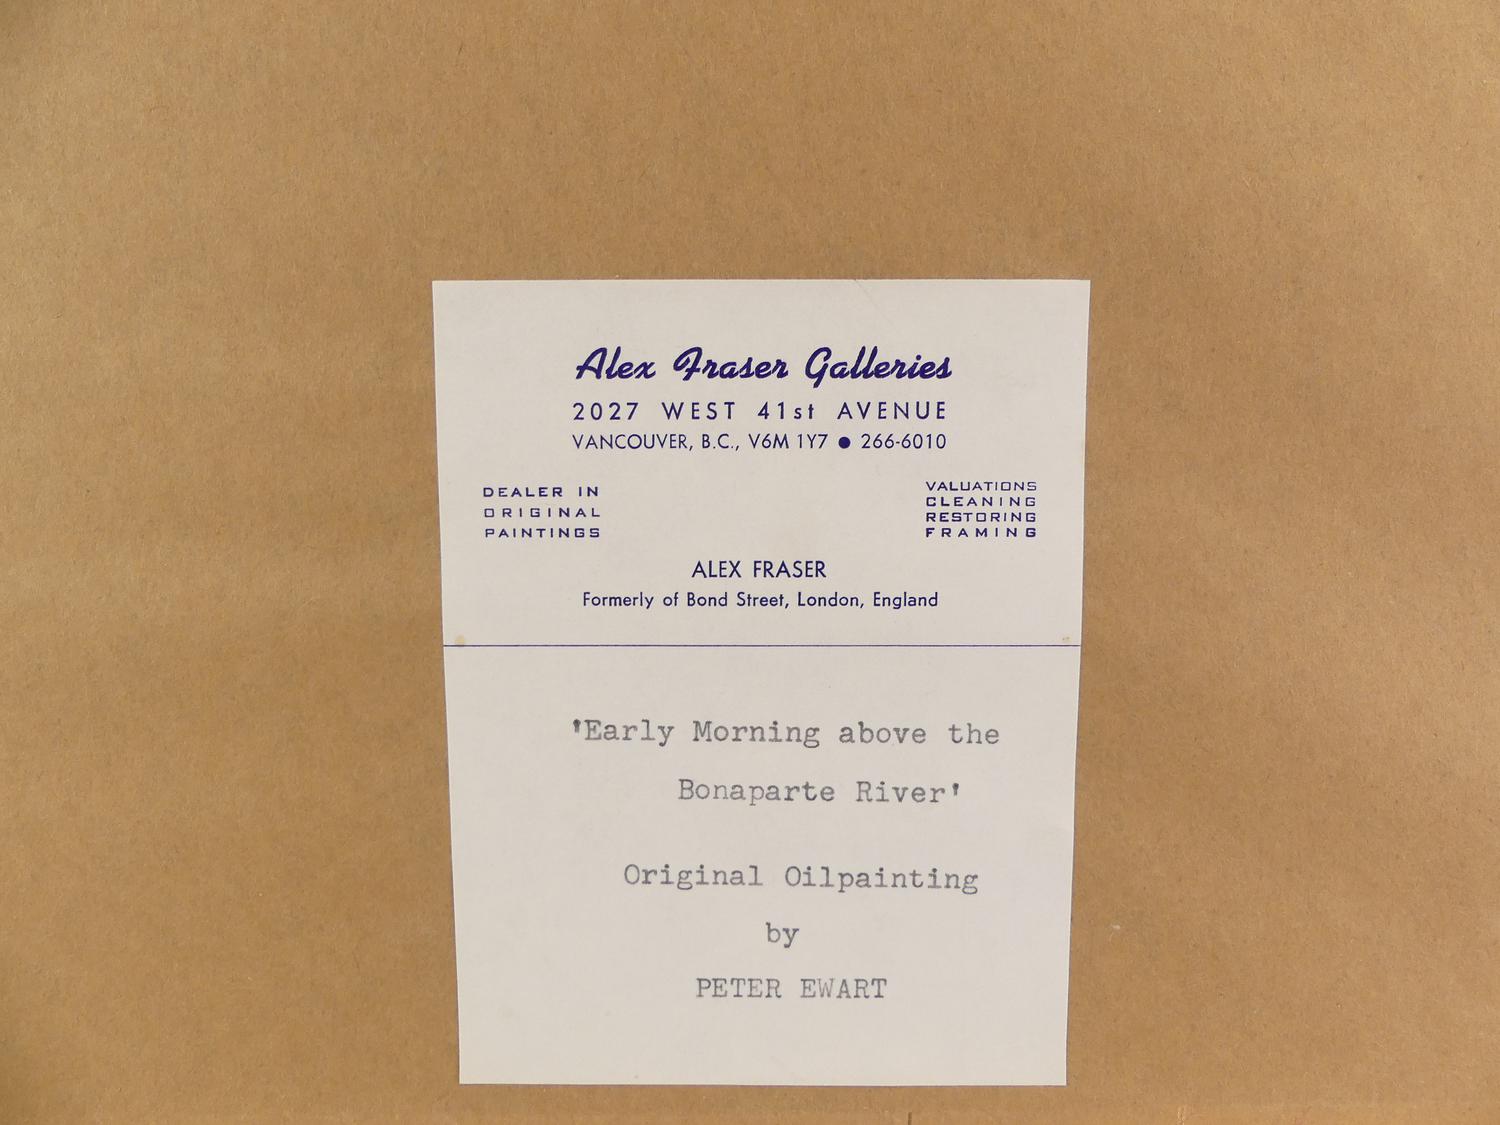 Alex Fraser Galleries
2027 WEST 41st AVENUE
VANCOUVER, B.C., V6M 1Y7 ● 266-6010
DEALER IN
ORIGINAL
PAINTINGS
VALUATIONS
CLEANING
RESTORING
FRAMING
ALEX FRASER
Formerly of Bond Street, London, England
'Early Morning above the
Bonaparte River'
Original Oilpainting
by
PETER EWART